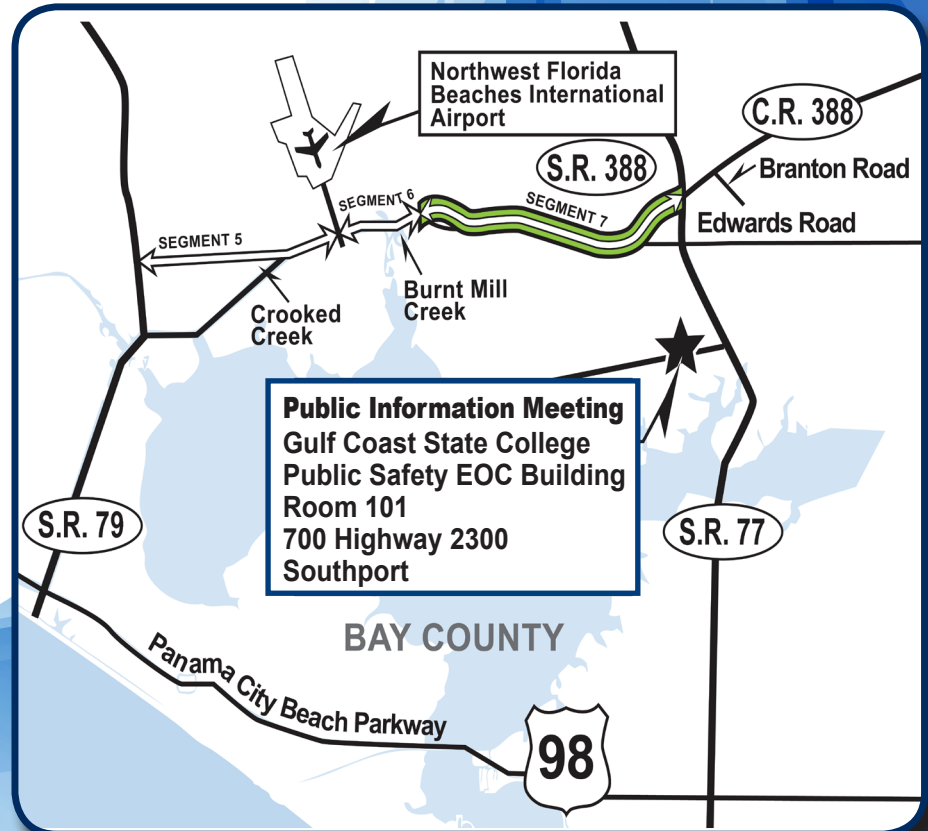 Northwest Florida
Beaches International
Airport
C.R. 388
S.R. 388
Branton Road
SEGMENT 6
SEGMENT 7
Edwards Road
SEGMENT 5
Burnt Mill
Creek
Crooked
Creek
Public Information Meeting
Gulf Coast State College
Public Safety EOC Building
Room 101
700 Highway 2300
Southport
S.R. 79
S.R. 77
BAY COUNTY
Panama City Beach Parkway
98